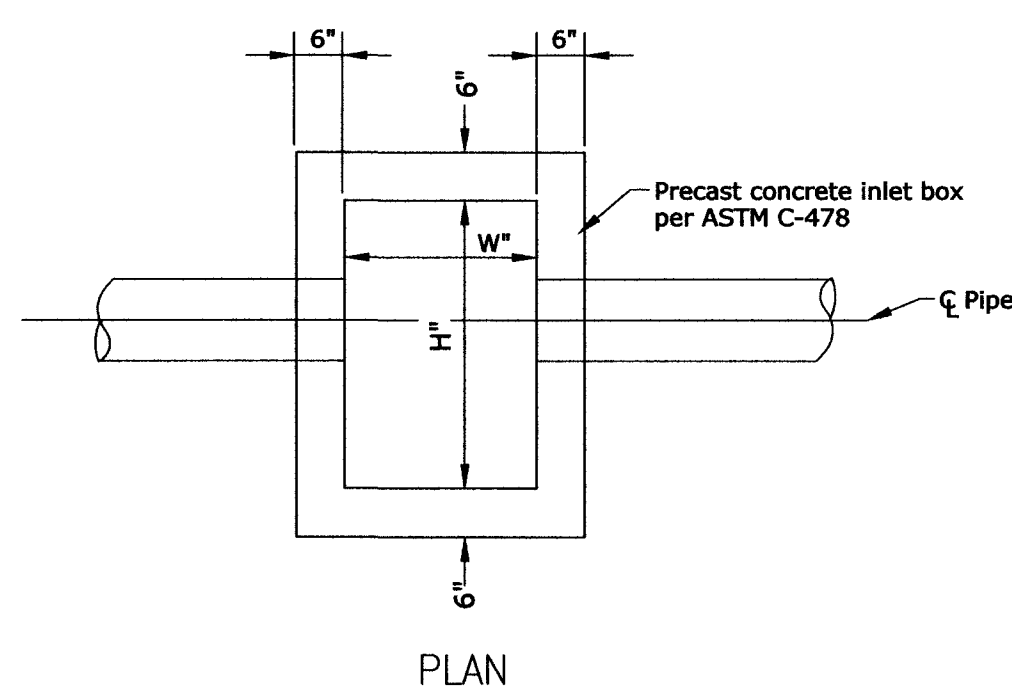 6"
6"
6"
Precast concrete inlet box
per ASTM C-478
W"
H"
℄ Pipe
6"
PLAN